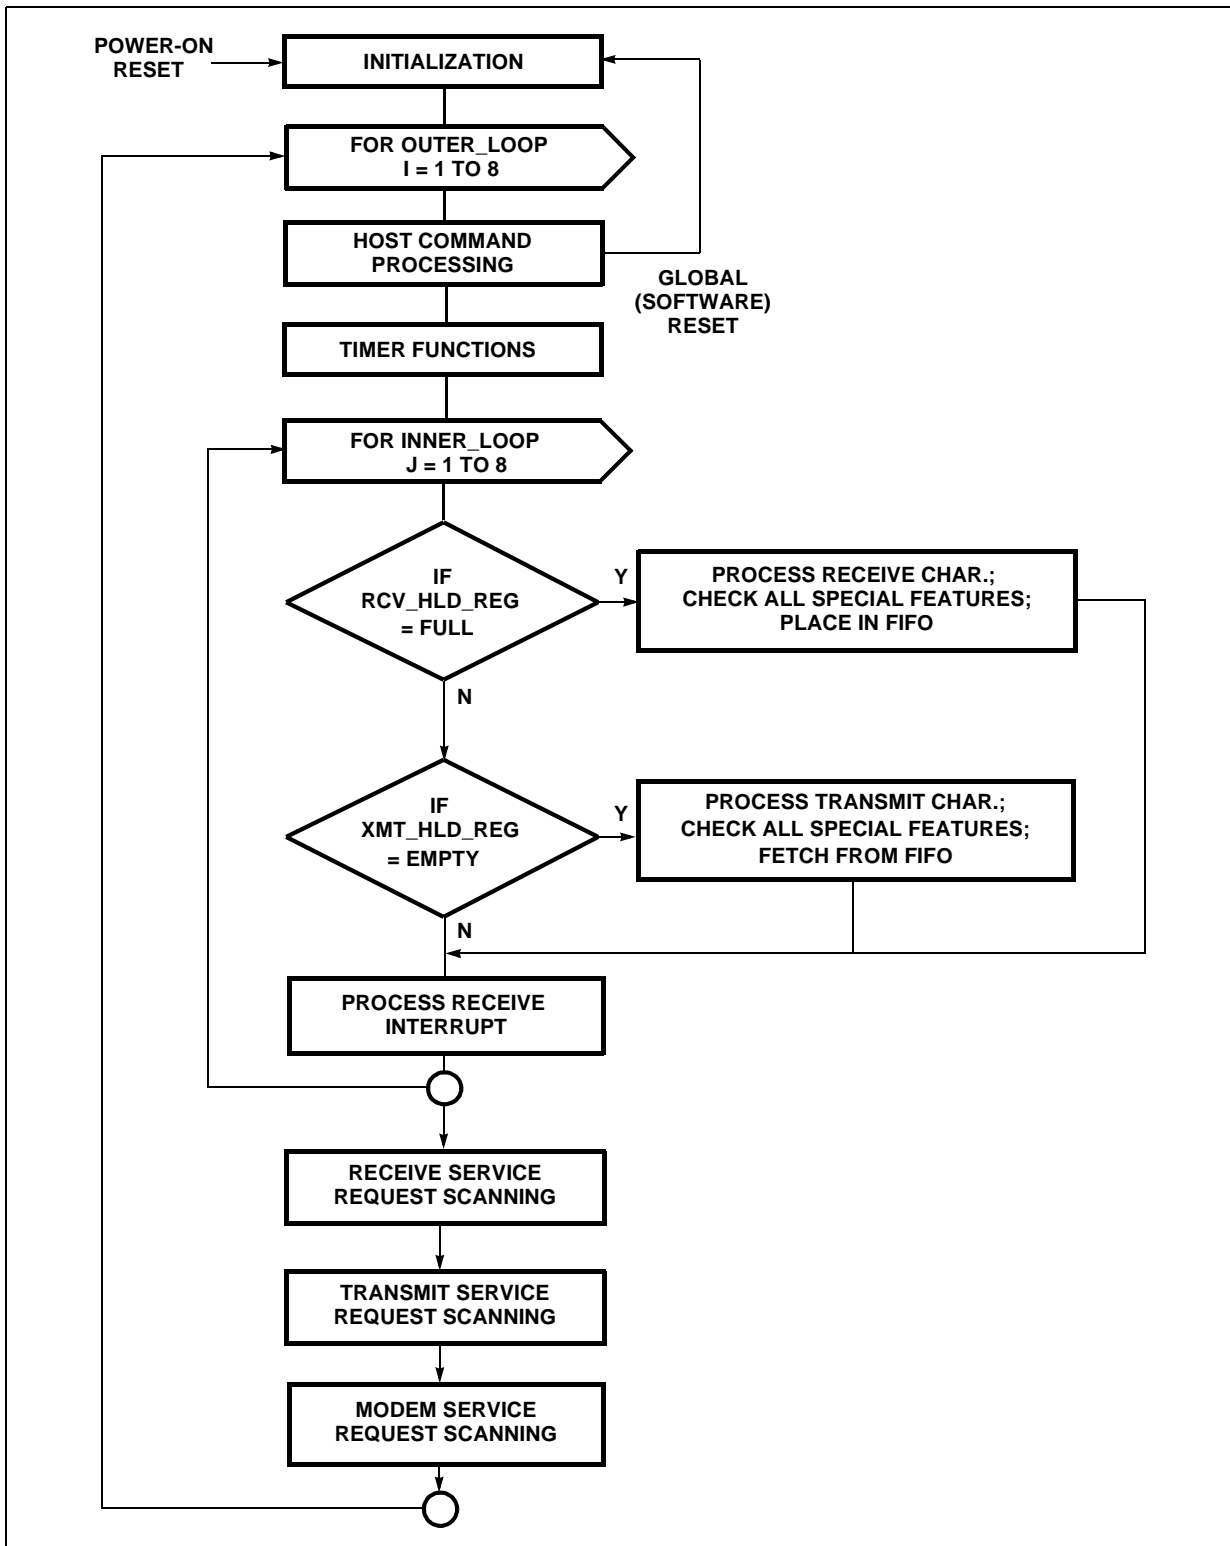 POWER-ON
RESET
INITIALIZATION
FOR OUTER_LOOP
I = 1 TO 8
HOST COMMAND
PROCESSING
GLOBAL
(SOFTWARE)
RESET
TIMER FUNCTIONS
FOR INNER_LOOP
J = 1 TO 8
IF
RCV_HLD_REG
= FULL
Y
PROCESS RECEIVE CHAR.;
CHECK ALL SPECIAL FEATURES;
PLACE IN FIFO
N
IF
XMT_HLD_REG
= EMPTY
Y
PROCESS TRANSMIT CHAR.;
CHECK ALL SPECIAL FEATURES;
FETCH FROM FIFO
N
PROCESS RECEIVE
INTERRUPT
RECEIVE SERVICE
REQUEST SCANNING
TRANSMIT SERVICE
REQUEST SCANNING
MODEM SERVICE
REQUEST SCANNING